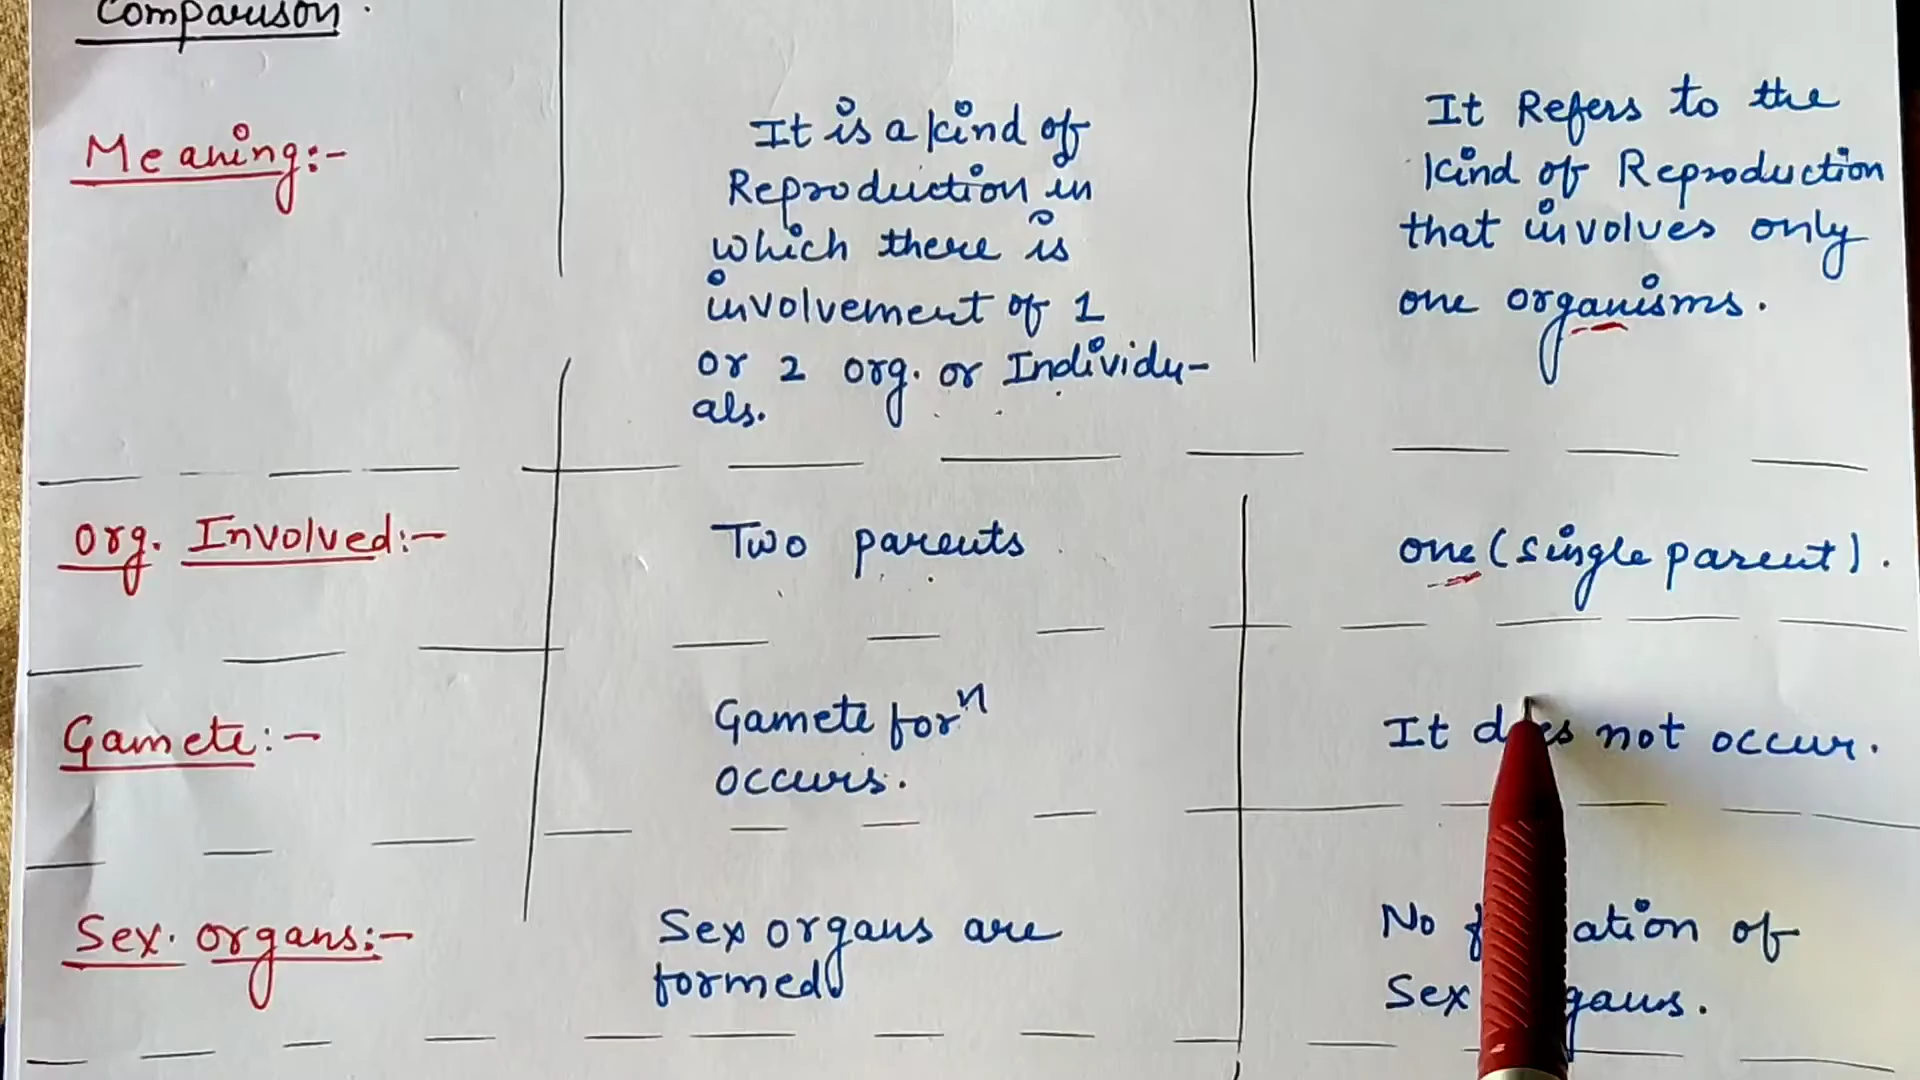 Comparison.
Meaning:-
It is a kind of
Reproduction in
which there is
involvement of 1
or 2 org. or Individu-
als.
It Refers to the
kind of Reproduction
that involves only
one organisms.
Org. Involved:-
Two parents
one (single parent).
Gamete:-
Gamete forⁿ
occurs.
It does not occur.
Sex. organs:-
Sex organs are
formed
No of
Sex